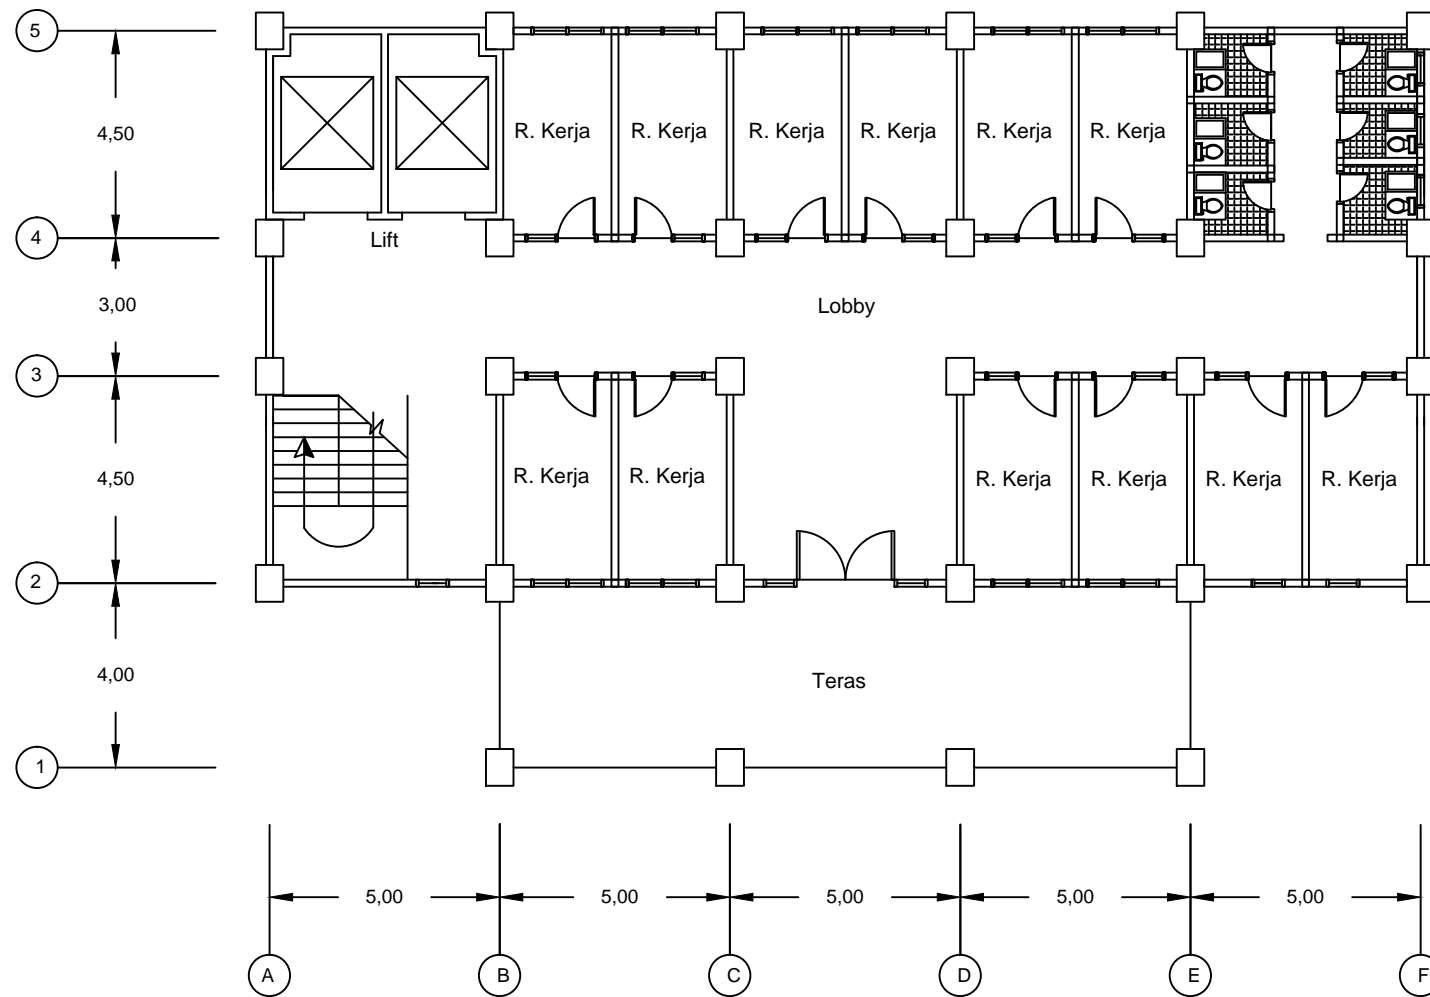 5
4,50
R. Kerja R. Kerja R. Kerja R. Kerja R. Kerja R. Kerja
4
Lift
3,00
Lobby
3
4,50
R. Kerja R. Kerja R. Kerja R. Kerja R. Kerja R. Kerja
2
4,00
Teras
1
5,00 5,00 5,00 5,00 5,00
A B C D E F